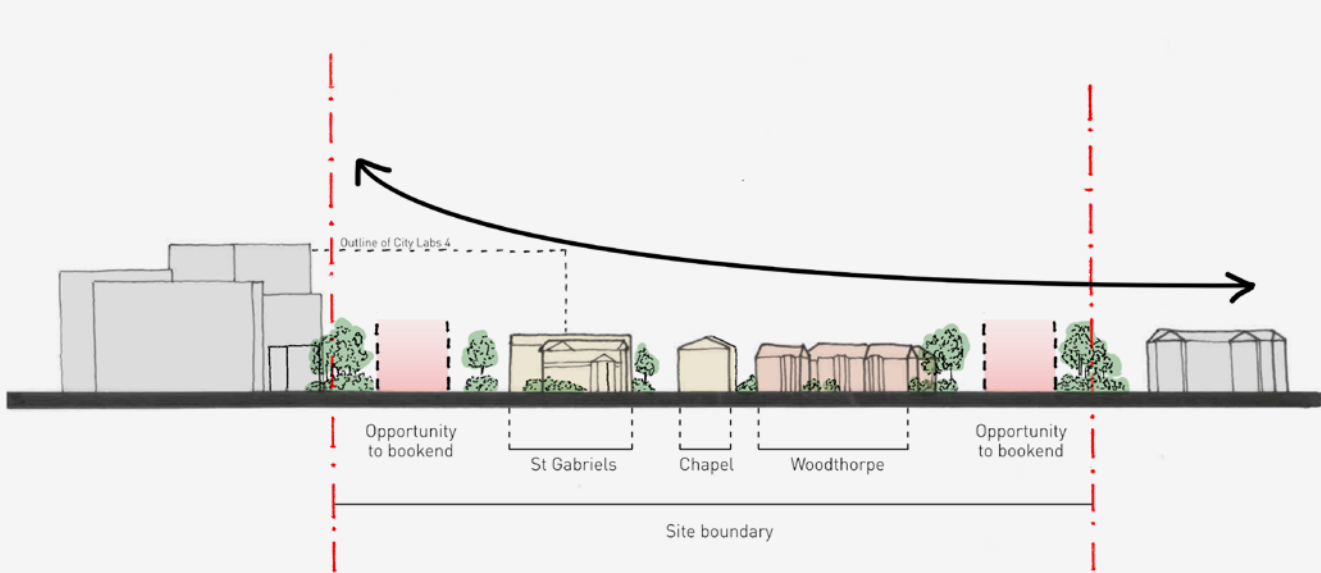 Outline of City Labs 4
Opportunity
to bookend
Opportunity
to bookend
St Gabriels
Chapel
Woodthorpe
Site boundary